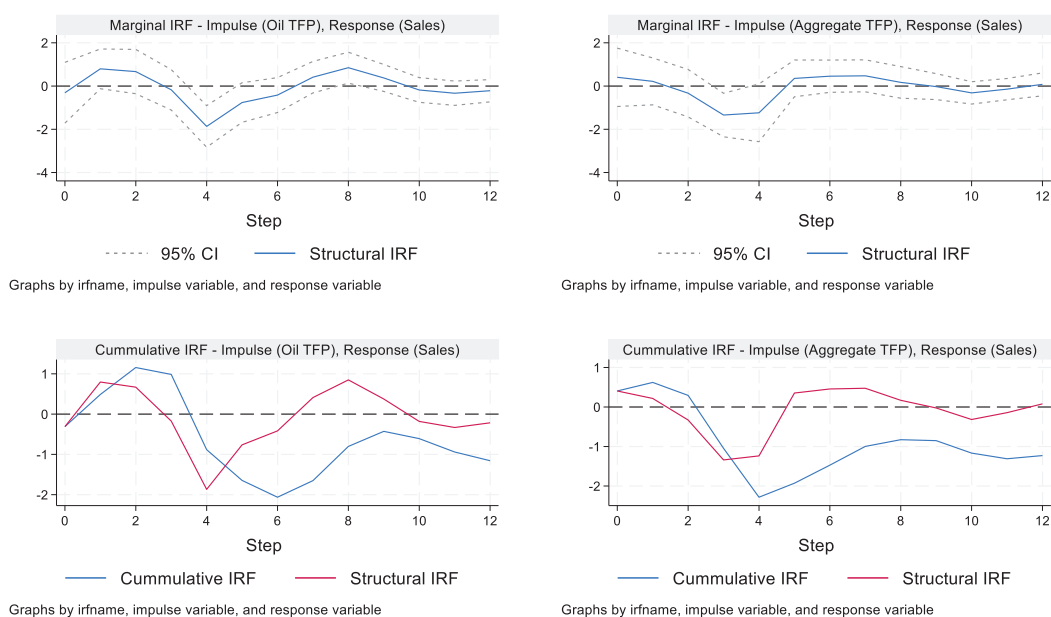 Marginal IRF - Impulse (Oil TFP), Response (Sales)
2
0
-2
-4
0 2 4 6 8 10 12
Step
95% CI Structural IRF
Graphs by irfname, impulse variable, and response variable
Marginal IRF - Impulse (Aggregate TFP), Response (Sales)
2
0
-2
-4
0 2 4 6 8 10 12
Step
95% CI Structural IRF
Graphs by irfname, impulse variable, and response variable
Cummulative IRF - Impulse (Oil TFP), Response (Sales)
1
0
-1
-2
0 2 4 6 8 10 12
Step
Cummulative IRF Structural IRF
Graphs by irfname, impulse variable, and response variable
Cummulative IRF - Impulse (Aggregate TFP), Response (Sales)
1
0
-1
-2
0 2 4 6 8 10 12
Step
Cummulative IRF Structural IRF
Graphs by irfname, impulse variable, and response variable